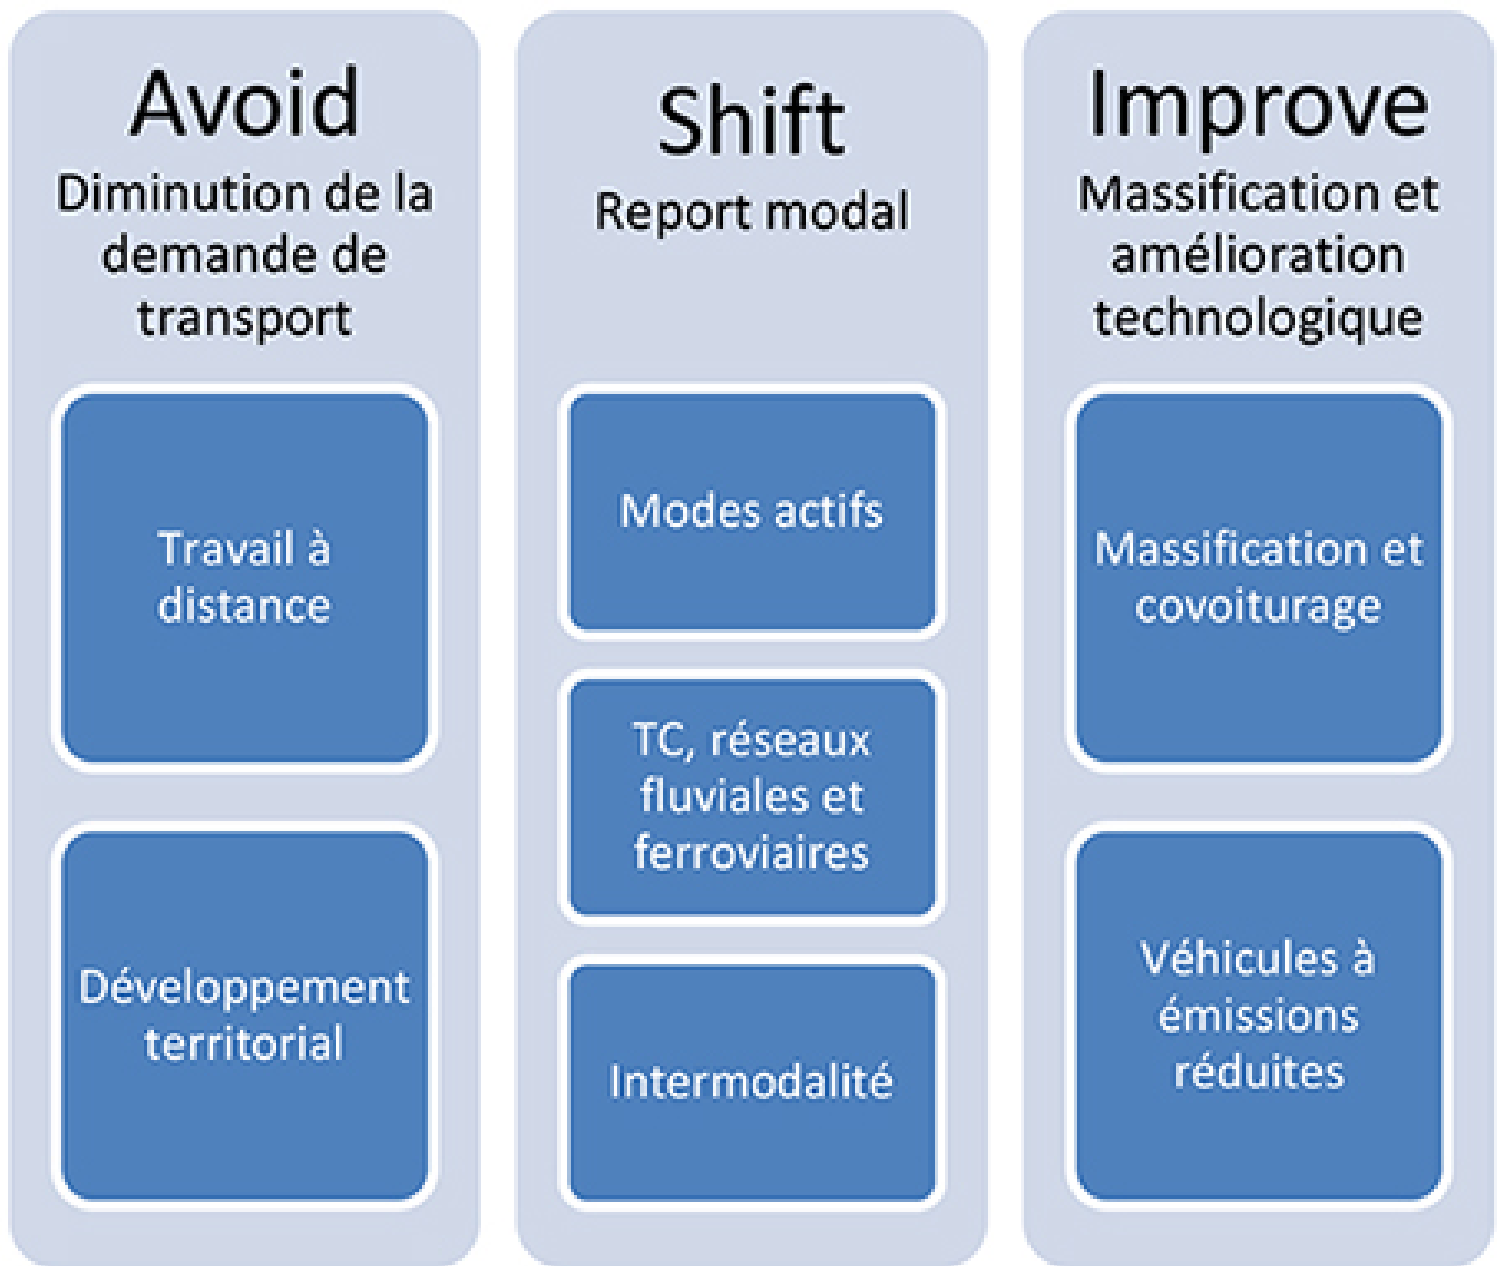 Avoid
Diminution de la
demande de
transport
Travail à
distance
Développement
territorial
Shift
Report modal
Modes actifs
TC, réseaux
fluviales et
ferroviaires
Intermodalité
Improve
Massification et
amélioration
technologique
Massification et
covoiturage
Véhicules à
émissions
réduites